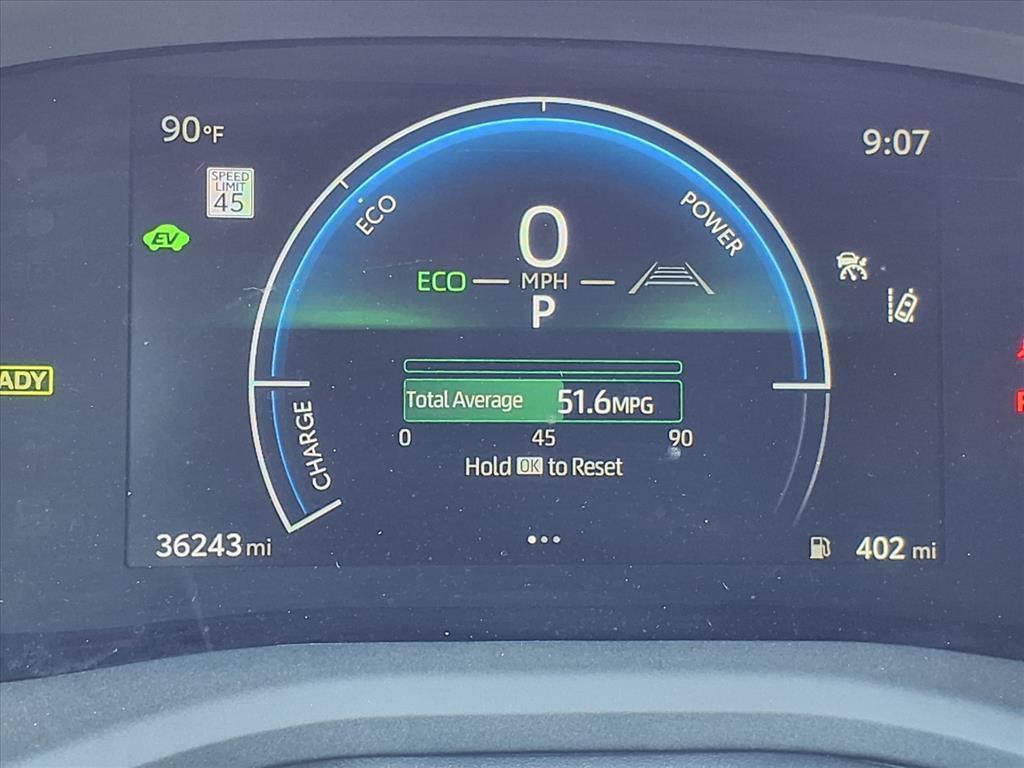 90°F
9:07
SPEED
LIMIT
45
EV
ECO
POWER
0
ECO
MPH
P
ADY
Total Average 51.6MPG
0 45 90
CHARGE
Hold OK to Reset
36243 mi
402 mi